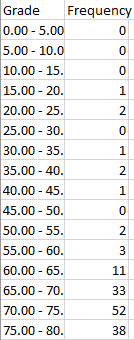 Grade Frequency
0.00 - 5.00 0
5.00 - 10.0 0
10.00 - 15. 0
15.00 - 20. 1
20.00 - 25. 2
25.00 - 30. 0
30.00 - 35. 1
35.00 - 40. 2
40.00 - 45. 1
45.00 - 50. 0
50.00 - 55. 2
55.00 - 60. 3
60.00 - 65. 11
65.00 - 70. 33
70.00 - 75. 52
75.00 - 80. 38